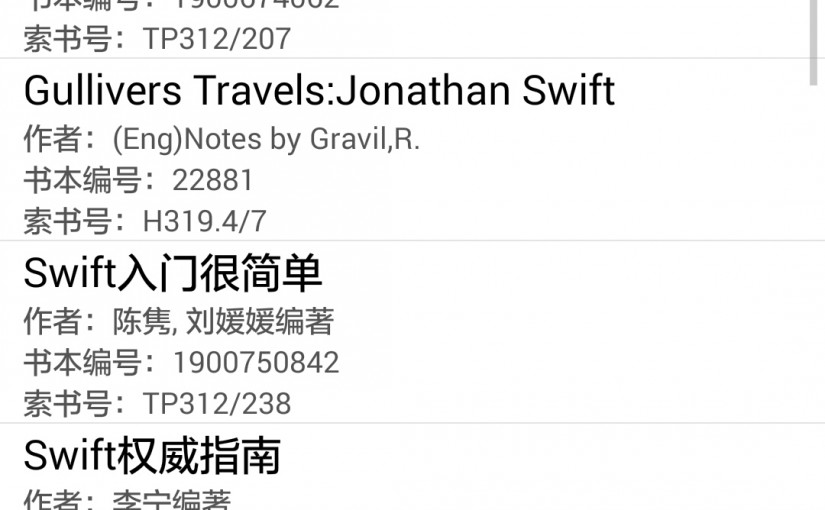 书本编号：1900674062
索书号：TP312/207
Gullivers Travels:Jonathan Swift
作者：(Eng)Notes by Gravil,R.
书本编号：22881
索书号：H319.4/7
Swift入门很简单
作者：陈隽, 刘媛媛编著
书本编号：1900750842
索书号：TP312/238
Swift权威指南
作者：李宁编著